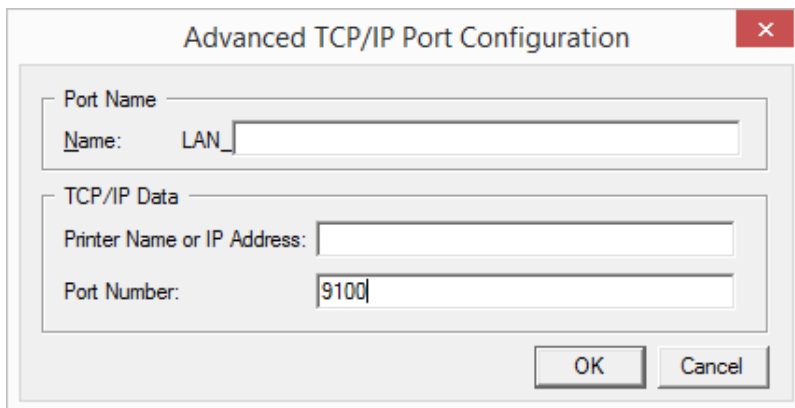 Advanced TCP/IP Port Configuration
Port Name
Name: LAN_
TCP/IP Data
Printer Name or IP Address:
Port Number: 9100
OK Cancel